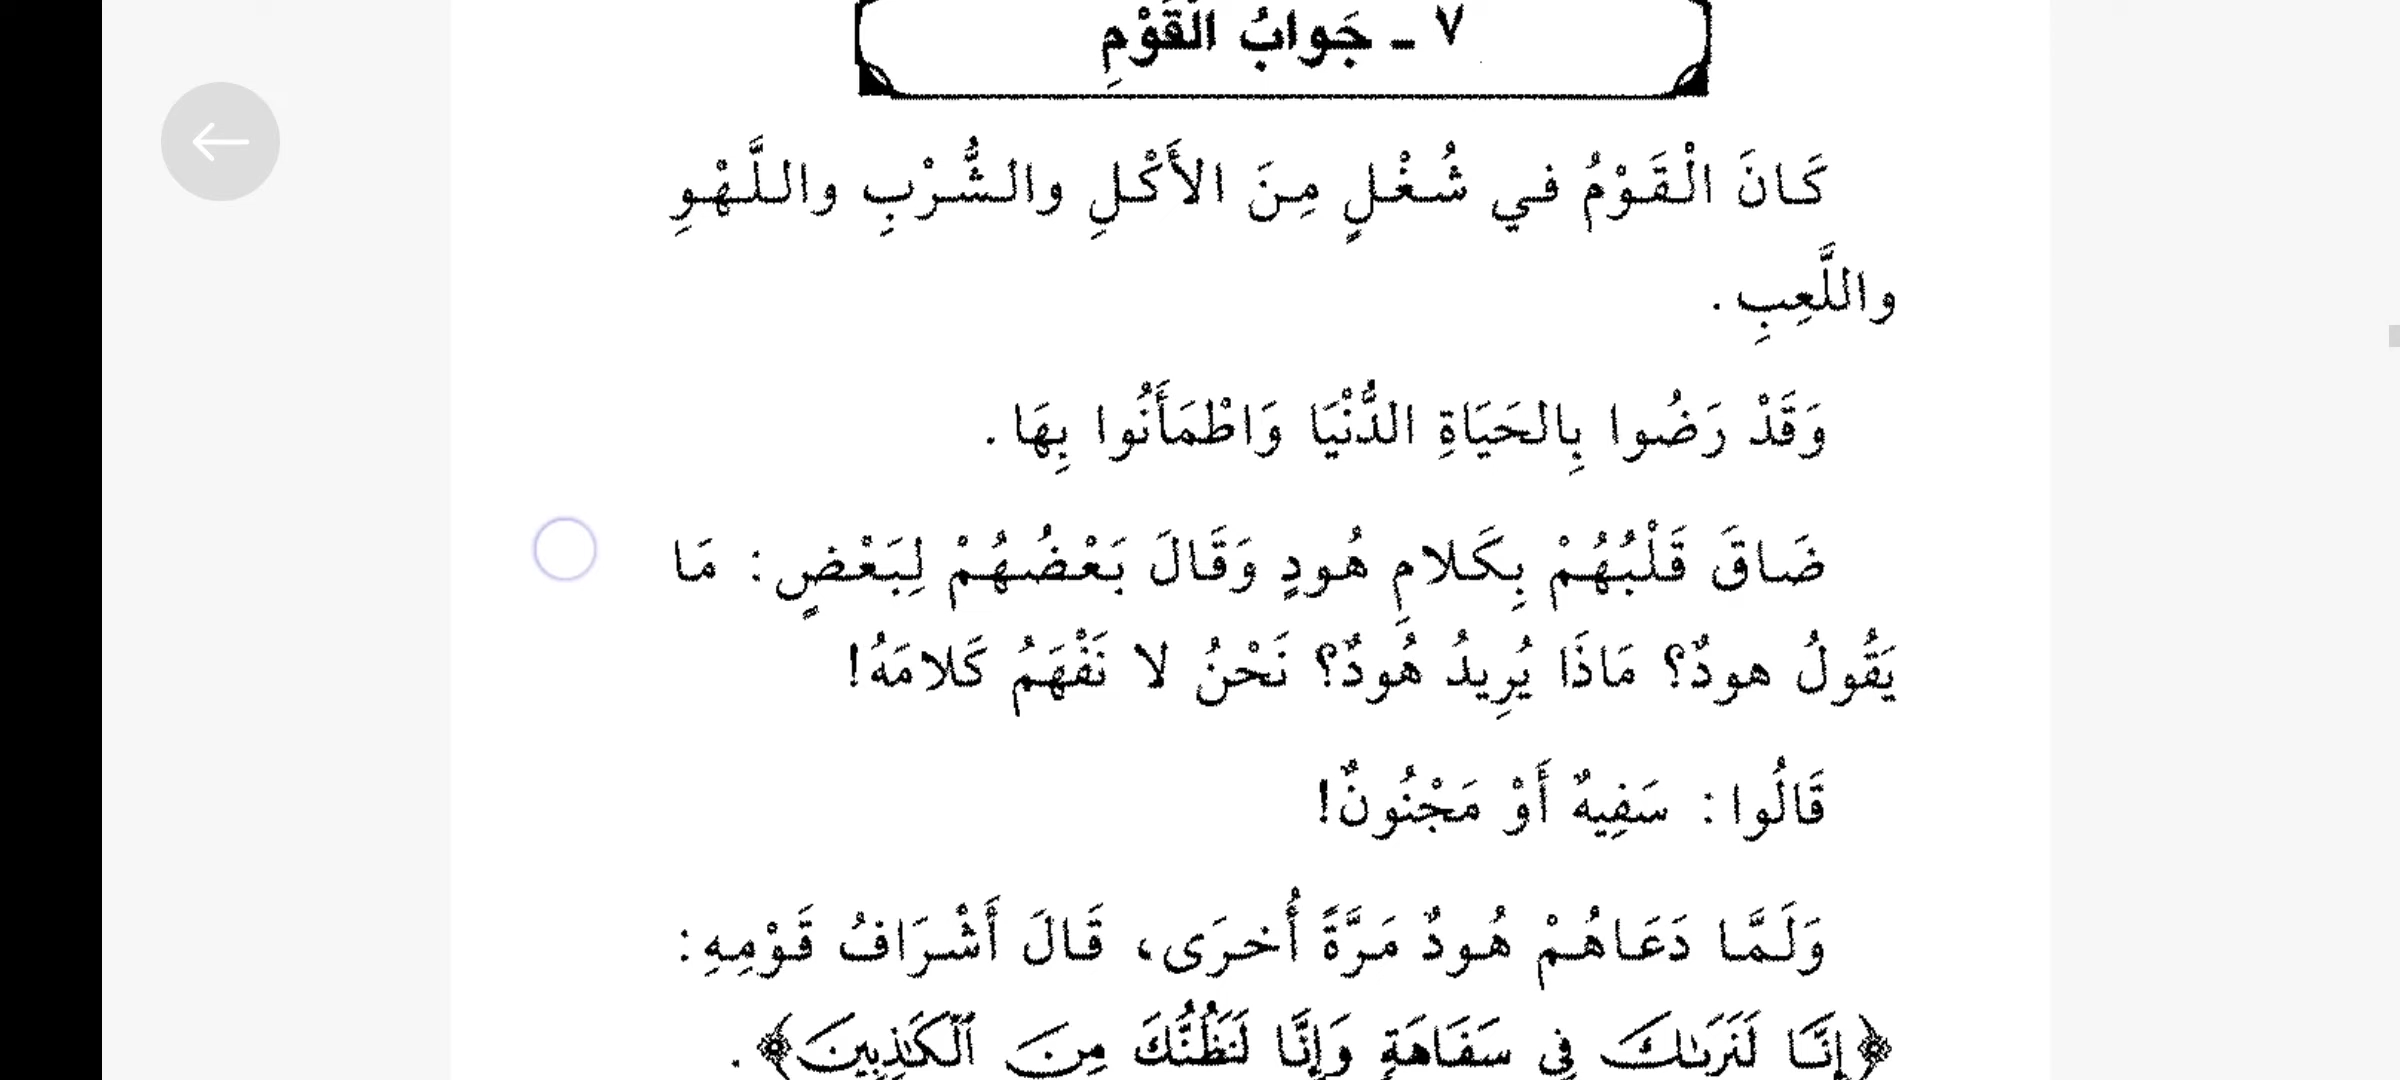 ٧ ـ جَوابُ الْقَوْمِ
كَانَ الْقَوْمُ في شُغْلٍ مِنَ الأَكْلِ والشُّرْبِ واللَّهْوِ
واللَّعِبِ.
وَقَدْ رَضُوا بِالحَيَاةِ الدُّنْيَا وَاطْمَأَنُوا بِهَا.
ضَاقَ قَلْبُهُمْ بِكَلامِ هُودٍ وَقَالَ بَعْضُهُمْ لِبَعْضٍ: مَا
يَقُولُ هودٌ؟ مَاذَا يُرِيدُ هُودٌ؟ نَحْنُ لا نَفْهَمُ كَلامَهُ!
قَالُوا: سَفِيهٌ أَوْ مَجْنُونٌ!
وَلَمَّا دَعَاهُمْ هُودٌ مَرَّةً أُخرَى، قَالَ أَشْرَافُ قَوْمِهِ:
﴿إِنَّا لَنَرَىٰكَ فِي سَفَاهَةٍ وَإِنَّا لَنَظُنُّكَ مِنَ ٱلْكَٰذِبِينَ﴾.